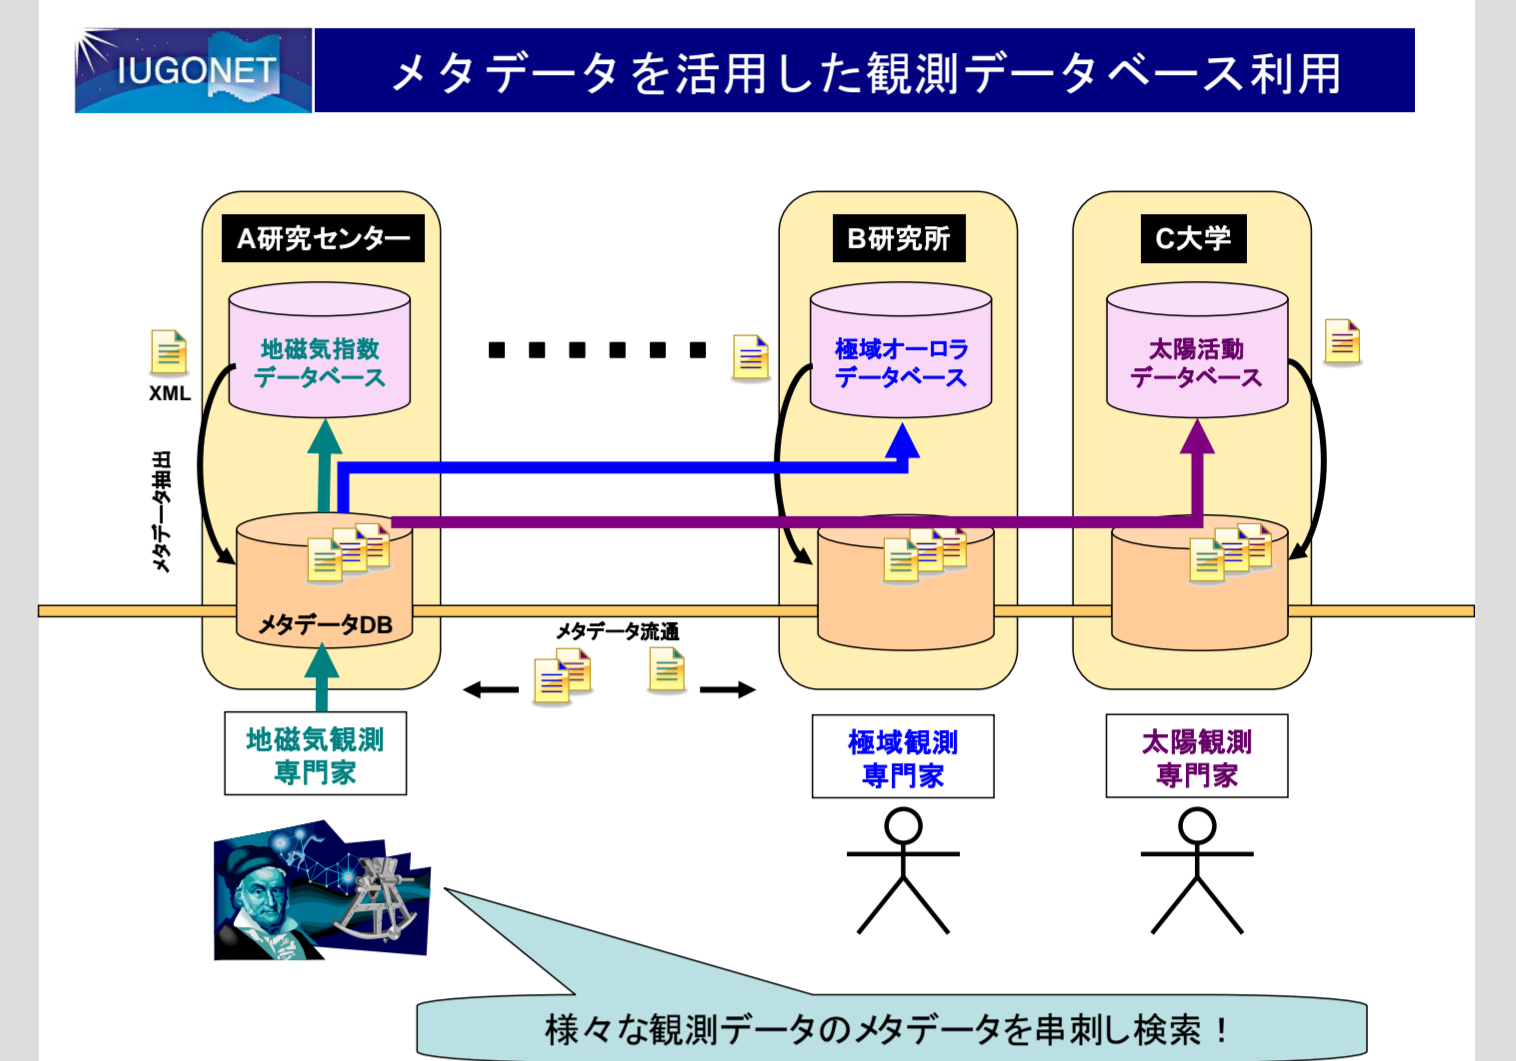 IUGONET
メタデータを活用した観測データベース利用
A研究センター
B研究所
C大学
地磁気指数
データベース
極域オーロラ
データベース
太陽活動
データベース
XML
メタデータ抽出
メタデータDB
メタデータ流通
地磁気観測
専門家
極域観測
専門家
太陽観測
専門家
様々な観測データのメタデータを串刺し検索！